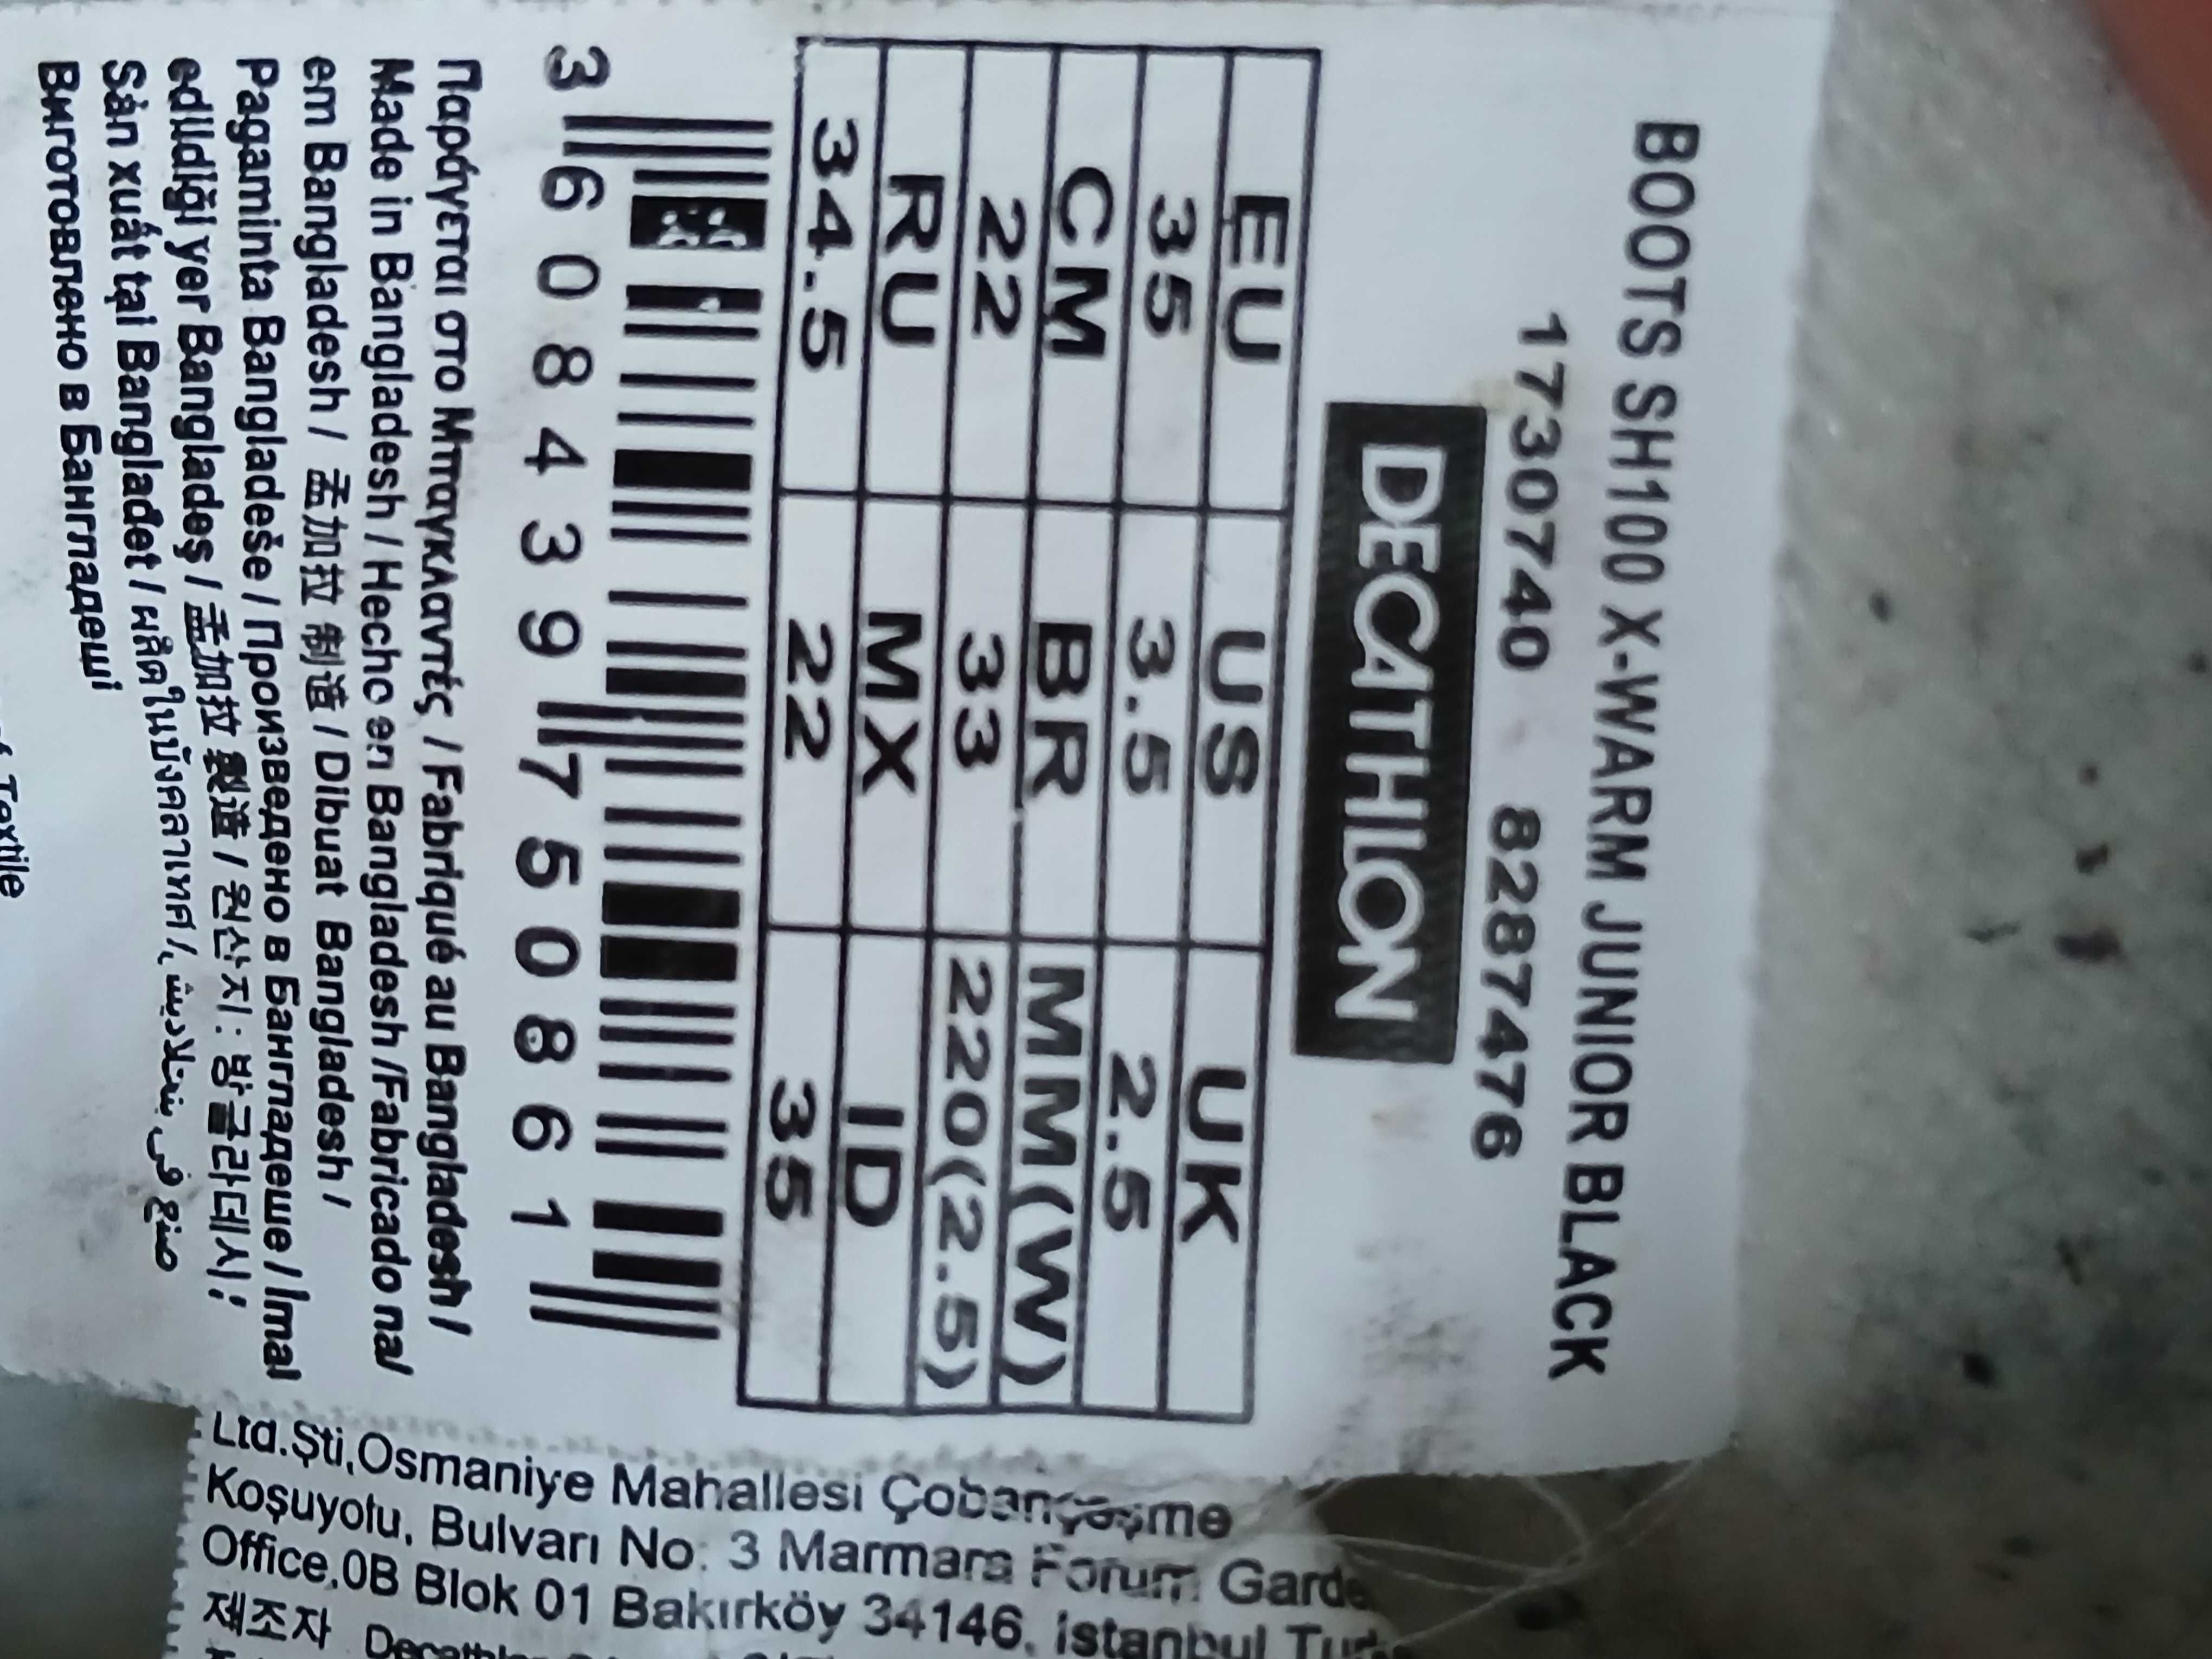 BOOTS SH100 X-WARM JUNIOR BLACK
1730740 8287476
DECATHLON
EU US UK
35 3.5 2.5
CM BR MM(W)
22 33 220(2.5)
RU MX ID
34.5 22 35
3 608439 750861
Παράγεται στο Μπαγκλαντές / Fabriqué au Bangladesh /
Made in Bangladesh / Hecho en Bangladesh /Fabricado na/
em Bangladesh / 孟加拉 制造 / Dibuat Bangladesh /
Pagaminta Bangladeše / Произведено в Бангладеше / İmal
edildiği yer Bangladeş / 孟加拉 製造 / 원산지: 방글라데시;
Sản xuất tại Bangladet / ผลิตในบังคลาเทศ / صنع في بنغلاديش
Виготовлено в Бангладеші
Textile
Ltd.Şti,Osmaniye Mahallesi Çobançeşme
Koşuyolu, Bulvarı No: 3 Marmara Forum Garde
Office,0B Blok 01 Bakırköy 34146, İstanbul
제조자